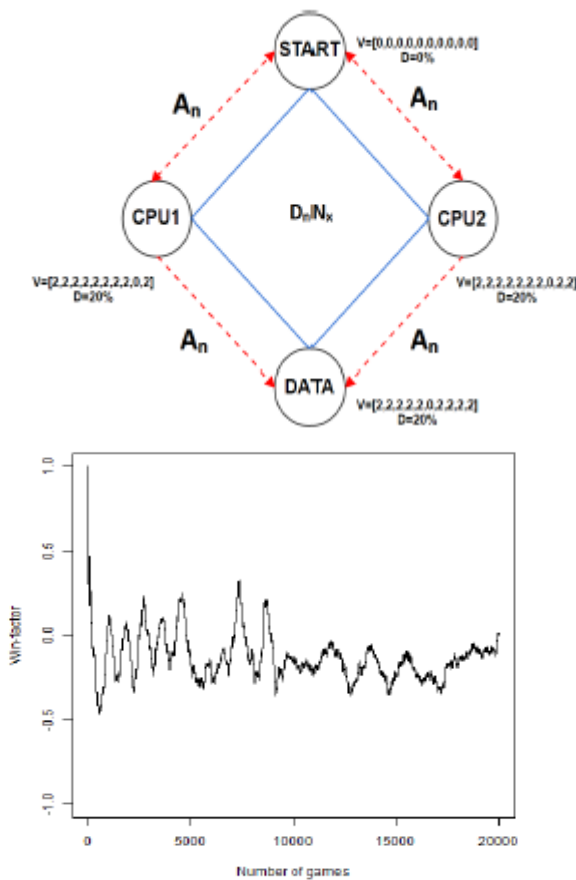 START
V=[0,0,0,0,0,0,0,0,0,0]
D=0%
An
An
CPU1
Dn|Nx
CPU2
V=[2,2,2,2,2,2,2,2,0,2]
D=20%
V=[2,2,2,2,2,2,2,0,2,2]
D=20%
An
An
DATA
V=[2,2,2,2,2,0,2,2,2,2]
D=20%
1.0
0.5
0.0
-0.5
-1.0
Win-factor
0
5000
10000
15000
20000
Number of games